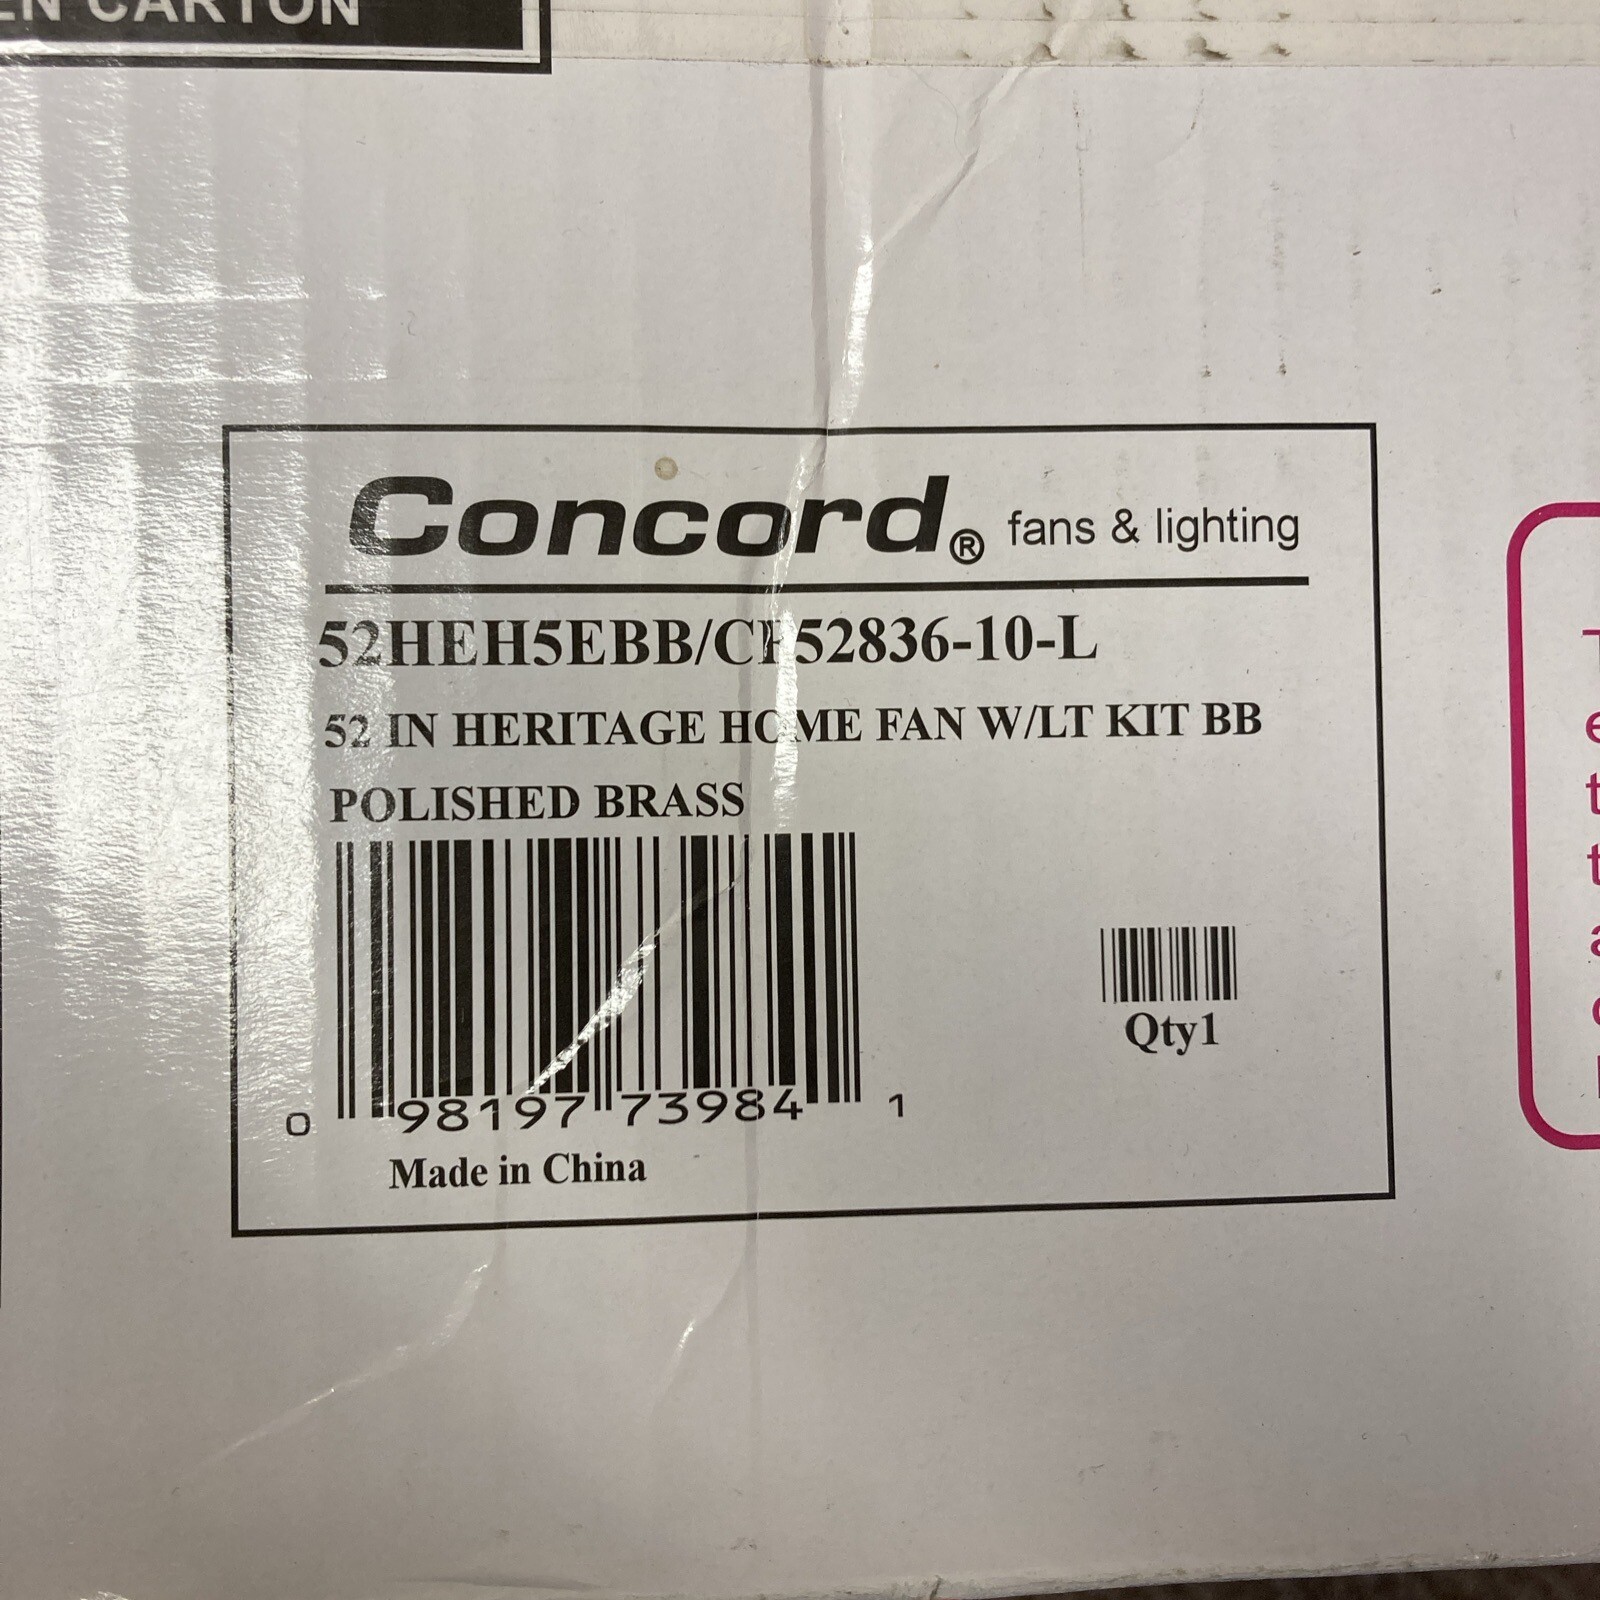 EN CARTON
Concord® fans & lighting
52HEH5EBB/CF52836-10-L
52 IN HERITAGE HOME FAN W/LT KIT BB
POLISHED BRASS
0 98197 73984 1
Qty1
Made in China